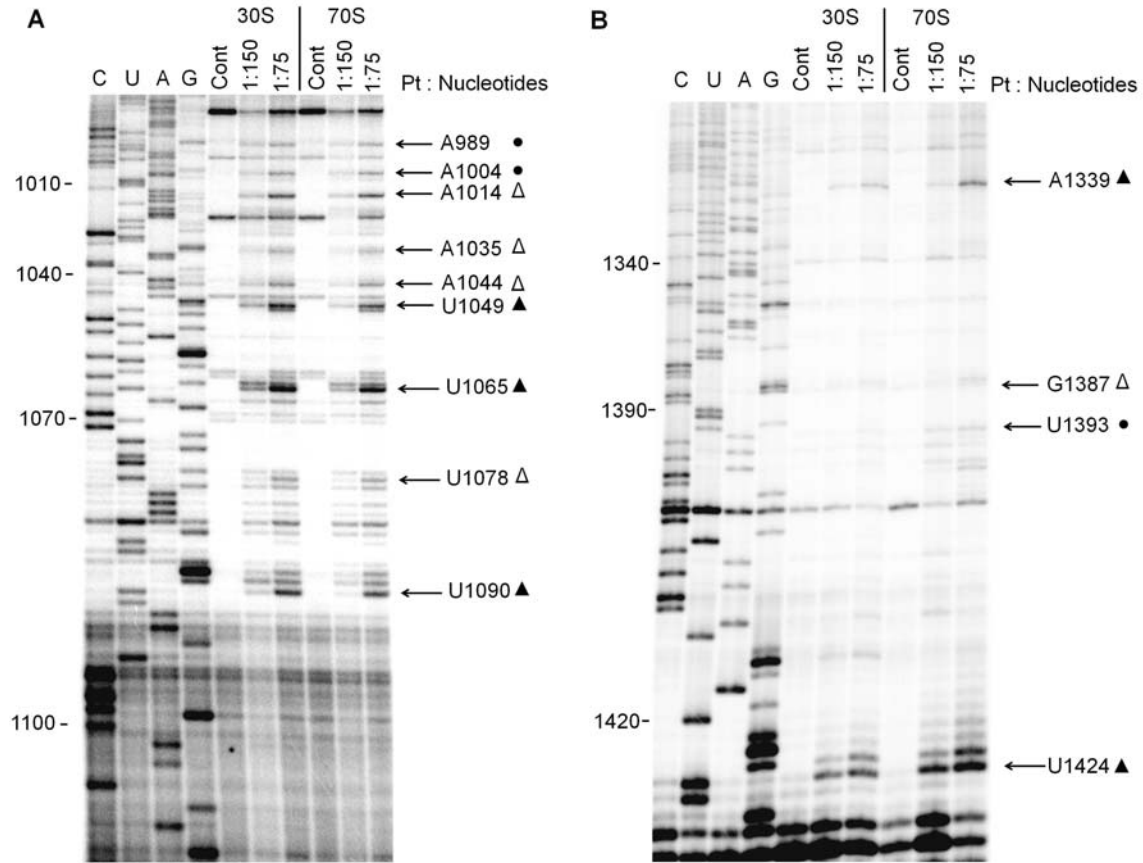 A
30S 70S
C U A G Cont 1:150 1:75 Cont 1:150 1:75 Pt : Nucleotides
A989 ●
A1004 ●
1010 -
A1014 Δ
A1035 Δ
1040 -
A1044 Δ
U1049 ▲
U1065 ▲
1070 -
U1078 Δ
U1090 ▲
1100 -
B
30S 70S
C U A G Cont 1:150 1:75 Cont 1:150 1:75 Pt : Nucleotides
A1339 ▲
1340 -
G1387 Δ
1390 -
U1393 ●
1420 -
U1424 ▲